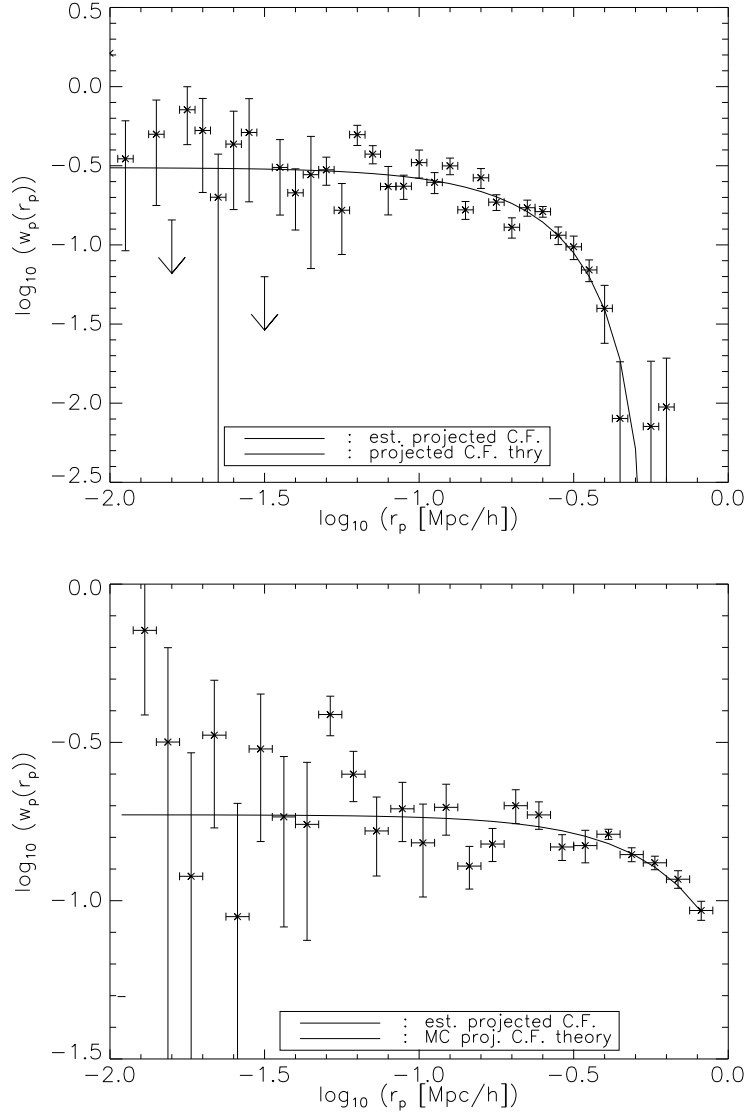 0.5
0.0
−0.5
−1.0
−1.5
−2.0
−2.5
log₁₀ (wₚ(rₚ))
: est. projected C.F.
: projected C.F. thry
−2.0 −1.5 −1.0 −0.5 0.0
log₁₀ (rₚ [Mpc/h])
0.0
−0.5
−1.0
−1.5
log₁₀ (wₚ(rₚ))
: est. projected C.F.
: MC proj. C.F. theory
−2.0 −1.5 −1.0 −0.5 0.0
log₁₀ (rₚ [Mpc/h])